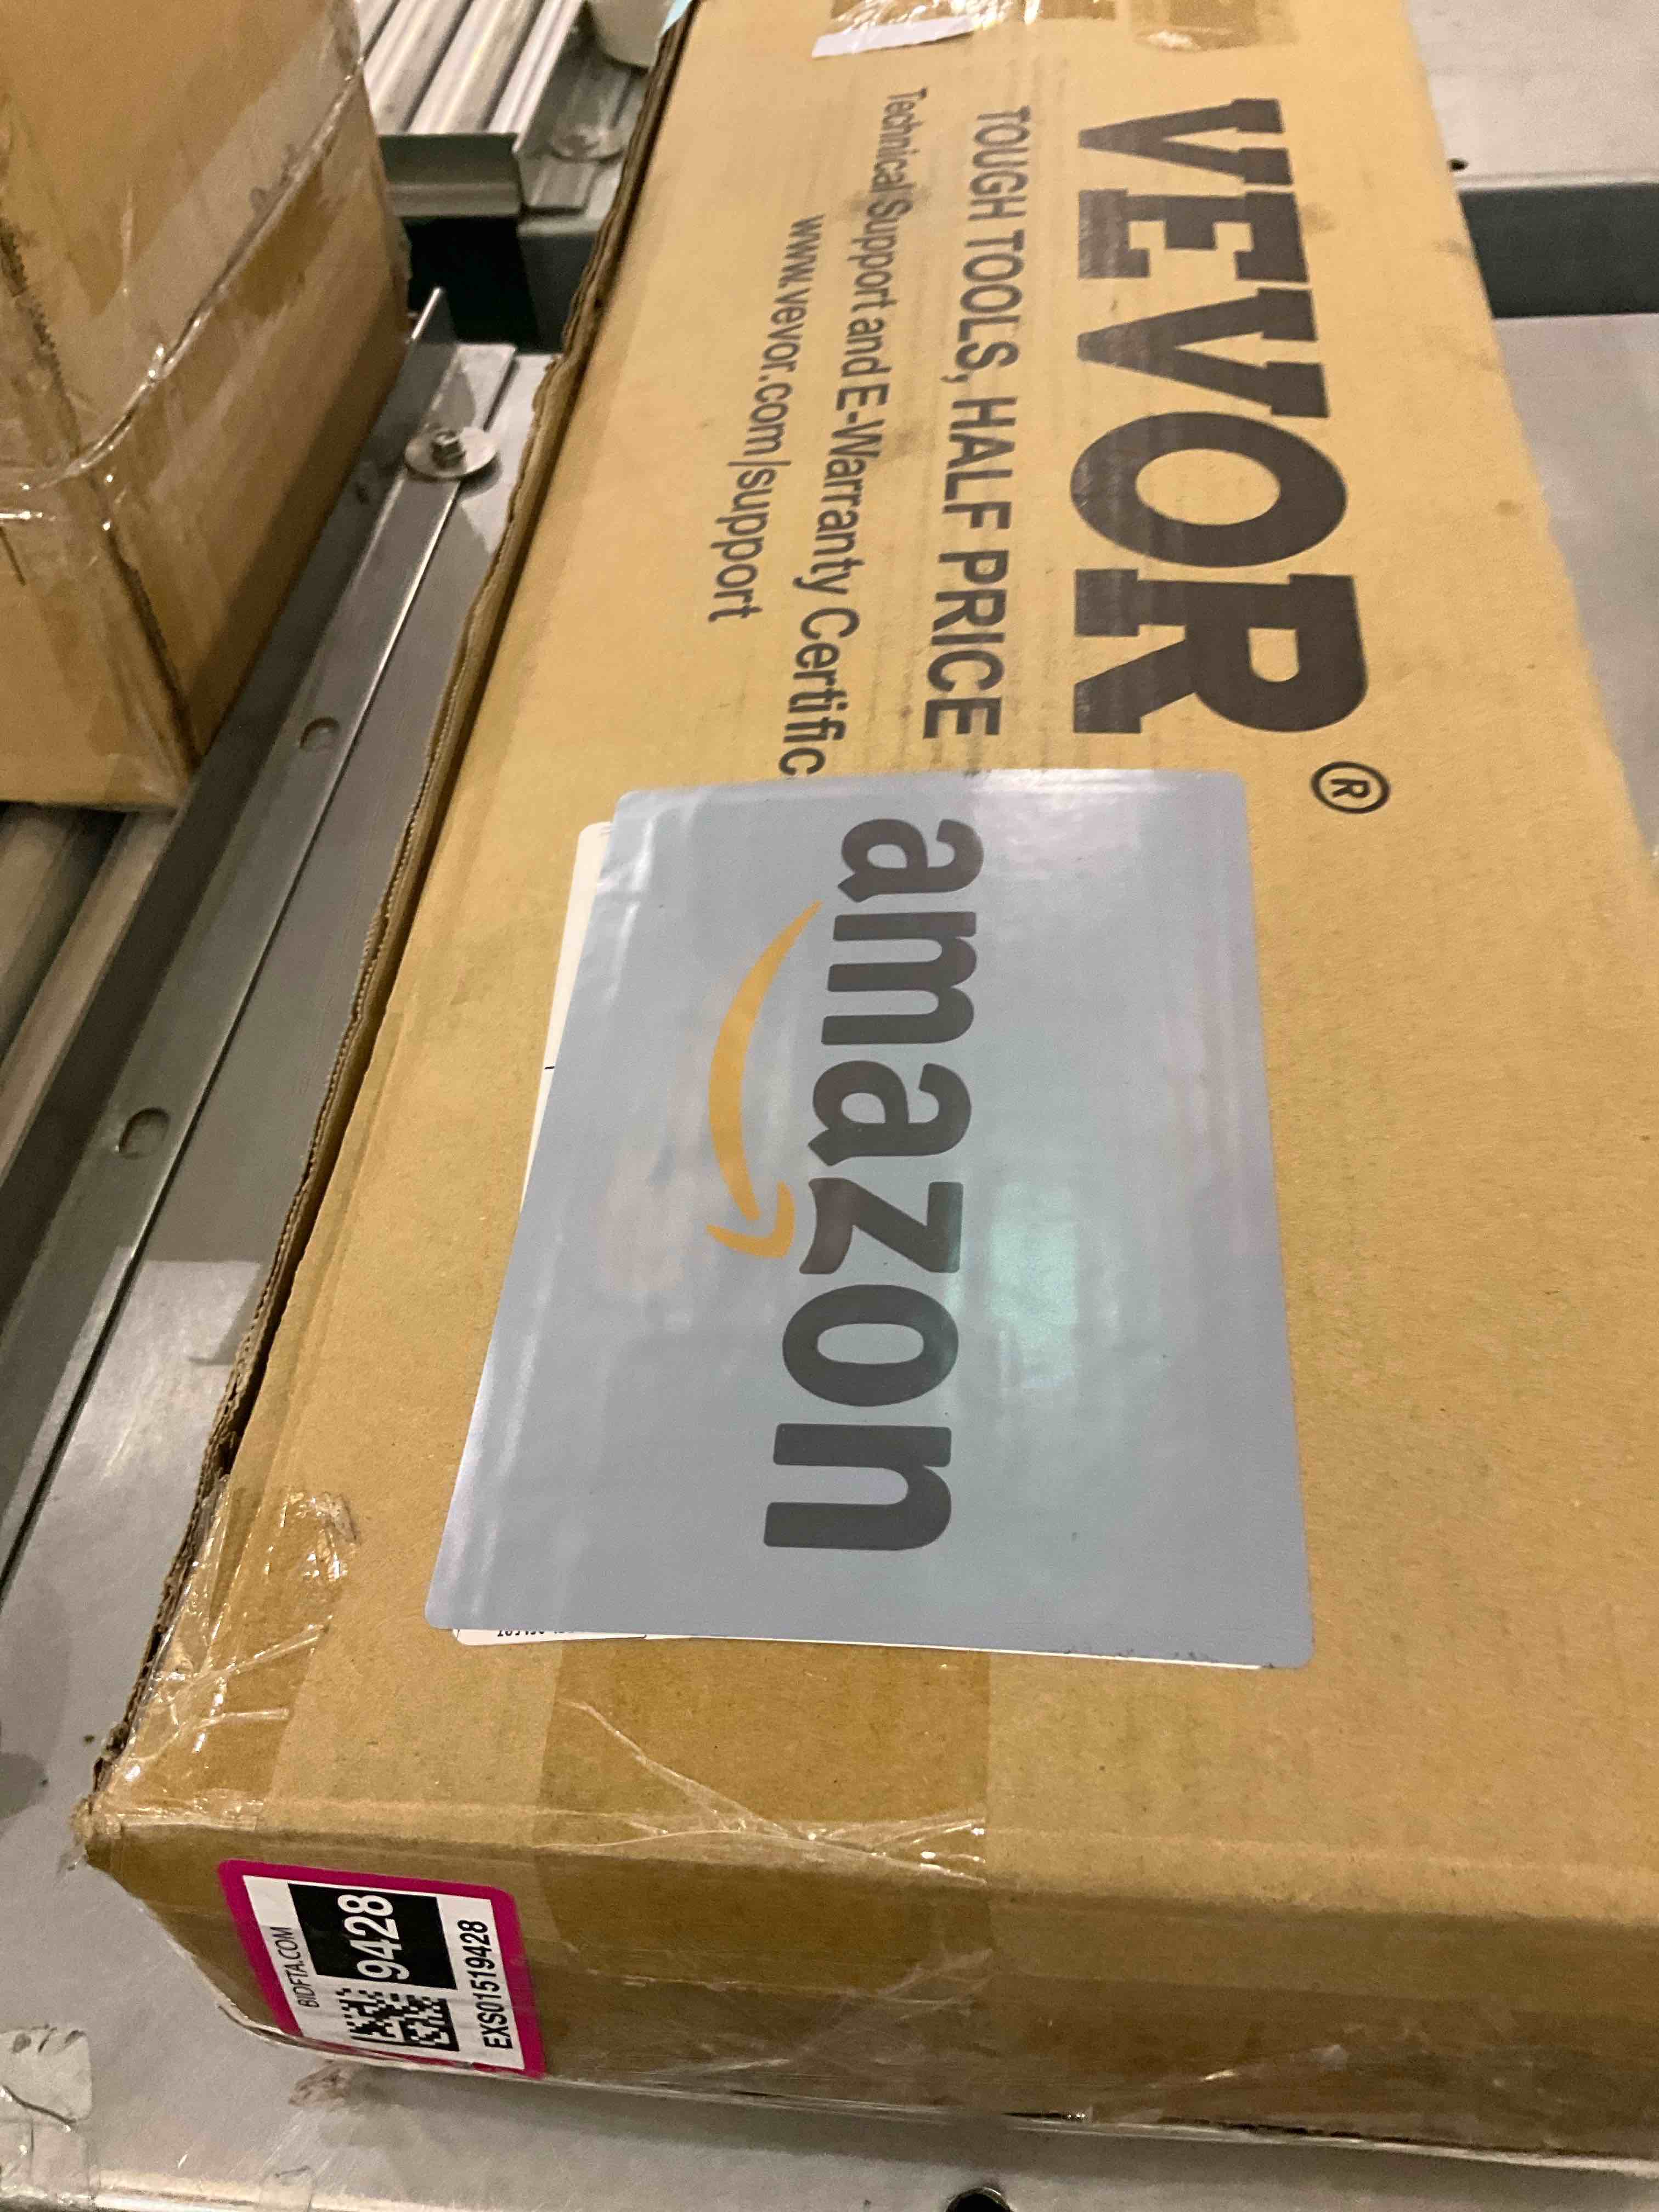 VEVOR®
TOUGH TOOLS, HALF PRICE
Technical Support and E-Warranty Certific
www.vevor.com/support
amazon
BIDFTA.COM
9428
EXS01519428